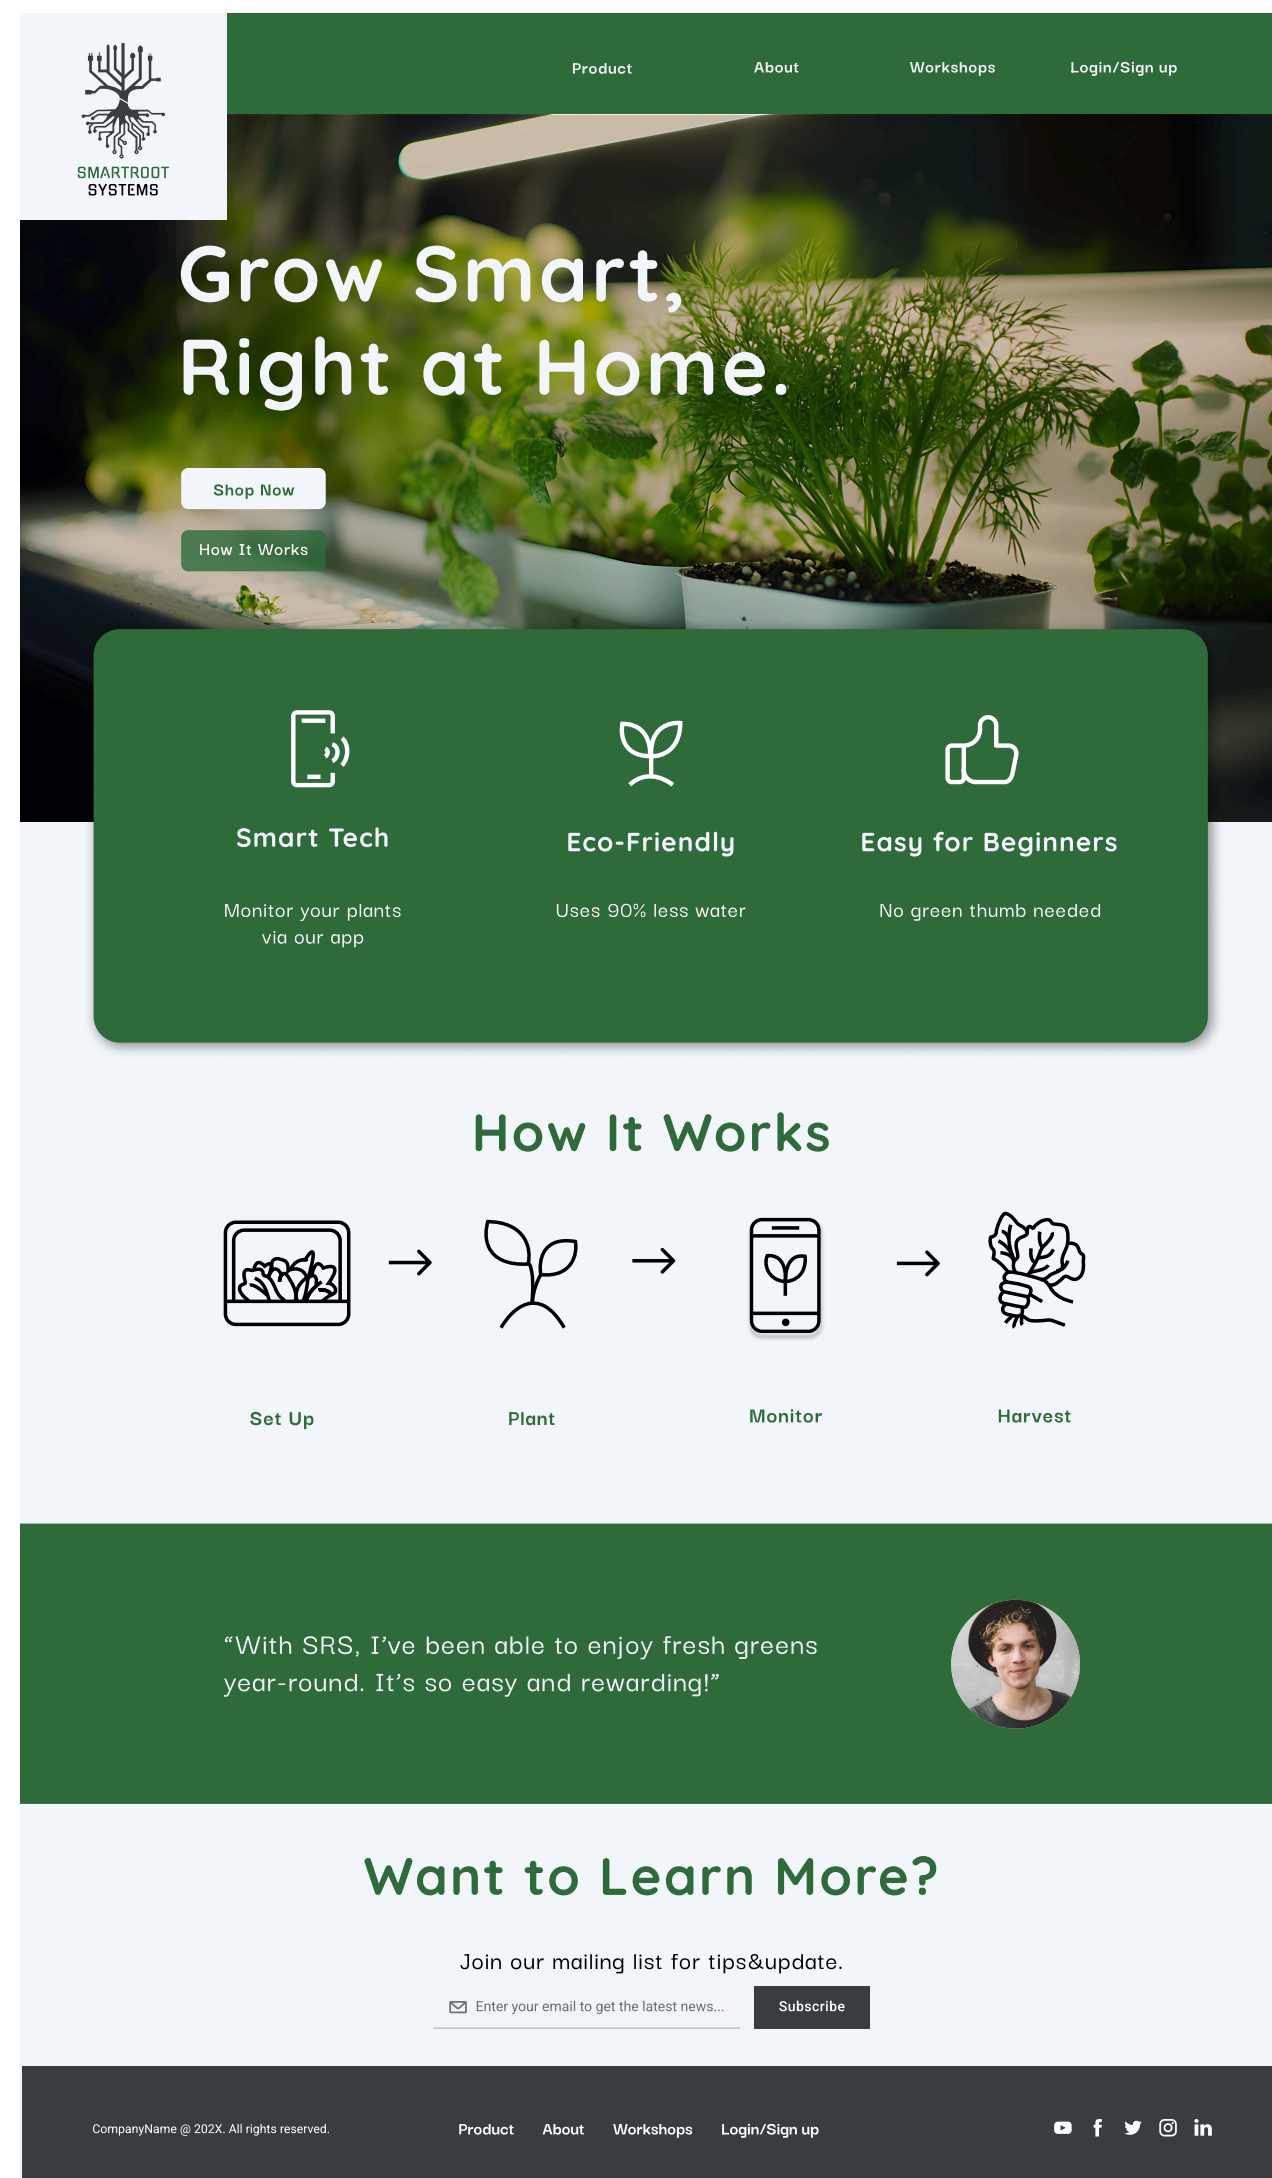 SMARTROOT
SYSTEMS
Product About Workshops Login/Sign up
Grow Smart,
Right at Home.
Shop Now
How It Works
Smart Tech
Eco-Friendly
Easy for Beginners
Monitor your plants
via our app
Uses 90% less water
No green thumb needed
How It Works
Set Up
Plant
Monitor
Harvest
“With SRS, I’ve been able to enjoy fresh greens
year-round. It’s so easy and rewarding!”
Want to Learn More?
Join our mailing list for tips&update.
Enter your email to get the latest news...
Subscribe
CompanyName @ 202X. All rights reserved.
Product About Workshops Login/Sign up